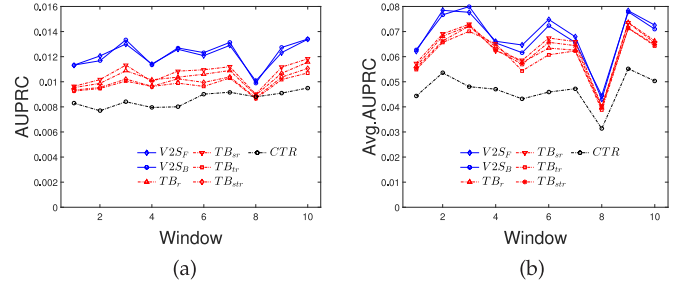 0.016
0.014
0.012
0.010
0.008
0.006
0.004
0.002
0
AUPRC
V2S_F TB_sr CTR
V2S_B TB_tr
TB_r TB_str
2 4 6 8 10
Window
(a)
0.08
0.07
0.06
0.05
0.04
0.03
0.02
0.01
0
Avg.AUPRC
V2S_F TB_sr CTR
V2S_B TB_tr
TB_r TB_str
2 4 6 8 10
Window
(b)